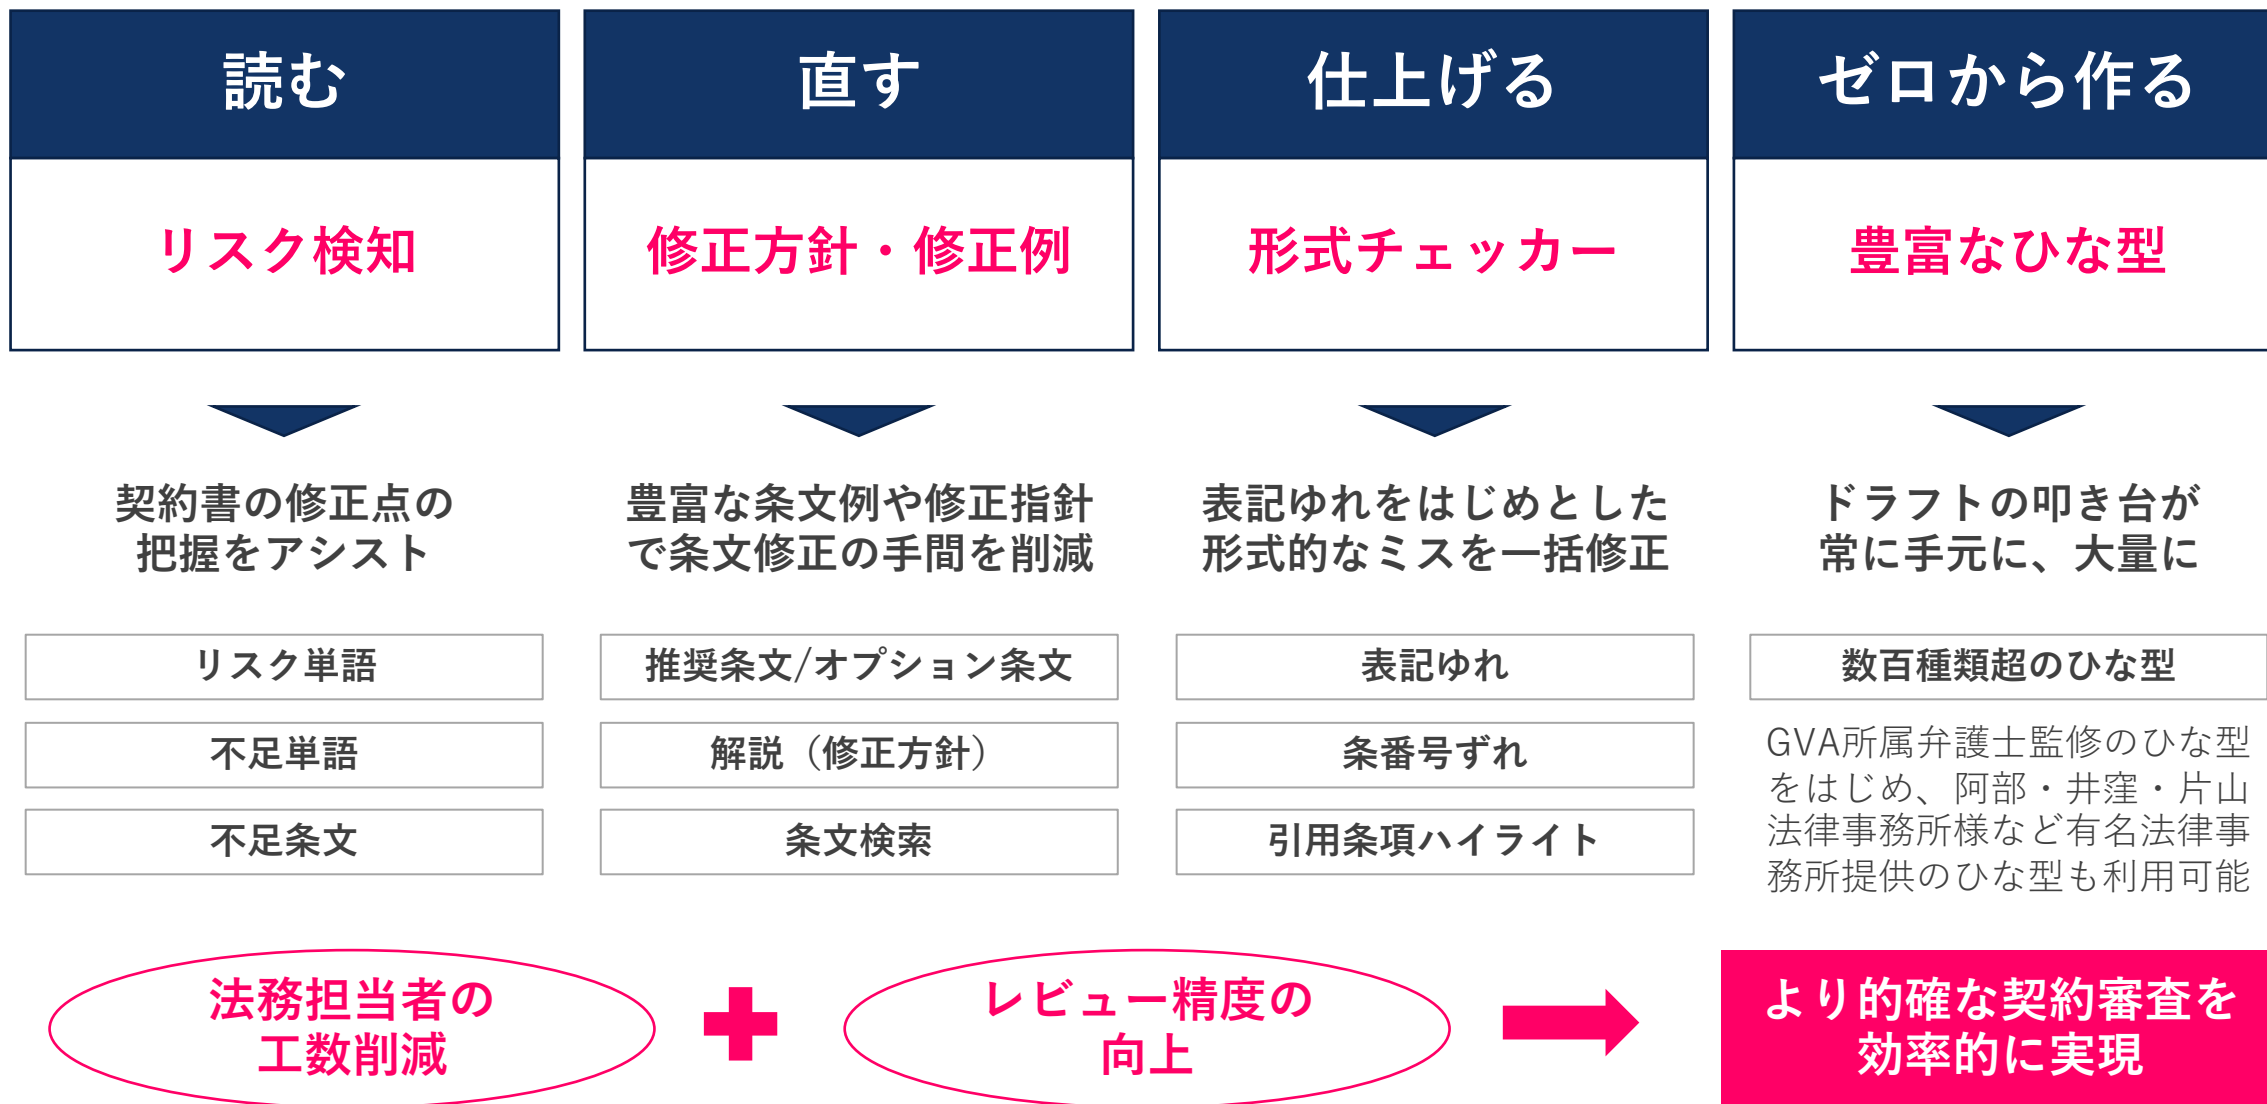 読む
直す
仕上げる
ゼロから作る
リスク検知
修正方針・修正例
形式チェッカー
豊富なひな型
契約書の修正点の
把握をアシスト
豊富な条文例や修正指針
で条文修正の手間を削減
表記ゆれをはじめとした
形式的なミスを一括修正
ドラフトの叩き台が
常に手元に、大量に
リスク単語
不足単語
不足条文
推奨条文/オプション条文
解説（修正方針）
条文検索
表記ゆれ
条番号ずれ
引用条項ハイライト
数百種類超のひな型
GVA所属弁護士監修のひな型
をはじめ、阿部・井窪・片山
法律事務所様など有名法律事
務所提供のひな型も利用可能
法務担当者の
工数削減
レビュー精度の
向上
より的確な契約審査を
効率的に実現